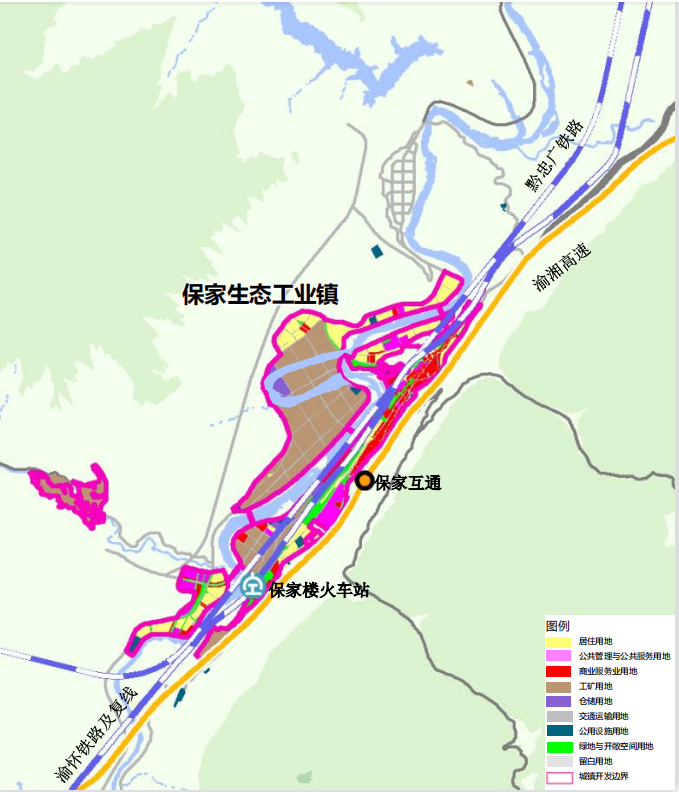 黔忠广铁路
渝湘高速
保家生态工业镇
保家互通
保家楼火车站
渝怀铁路及复线
图例
居住用地
公共管理与公共服务用地
商业服务业用地
工矿用地
仓储用地
交通运输用地
公用设施用地
绿地与开敞空间用地
留白用地
城镇开发边界